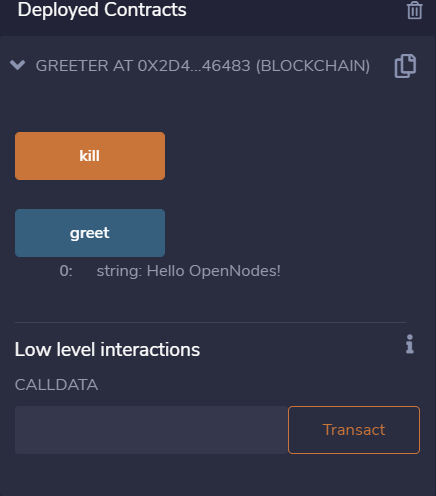 Deployed Contracts
GREETER AT 0X2D4...46483 (BLOCKCHAIN)
kill
greet
0: string: Hello OpenNodes!
Low level interactions
CALLDATA
Transact